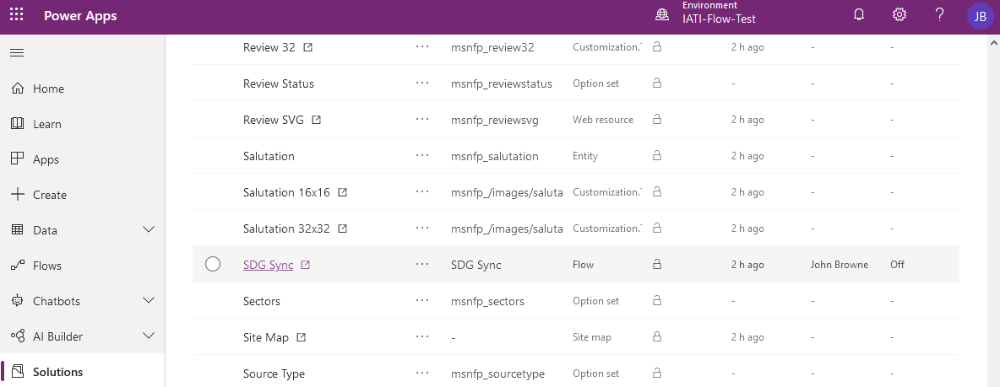 Power Apps
Environment
IATI-Flow-Test
?
JB
Home
Learn
Apps
Create
Data
Flows
Chatbots
AI Builder
Solutions
Review 32 ... msnfp_review32 Customization. 2 h ago - -
Review Status ... msnfp_reviewstatus Option set - - -
Review SVG ... msnfp_reviewsvg Web resource 2 h ago - -
Salutation ... msnfp_salutation Entity 2 h ago - -
Salutation 16x16 ... msnfp_/images/saluta Customization. 2 h ago - -
Salutation 32x32 ... msnfp_/images/saluta Customization. 2 h ago - -
SDG Sync ... SDG Sync Flow 2 h ago John Browne Off
Sectors ... msnfp_sectors Option set - - -
Site Map ... - Site map 2 h ago - -
Source Type ... msnfp_sourcetype Option set - - -